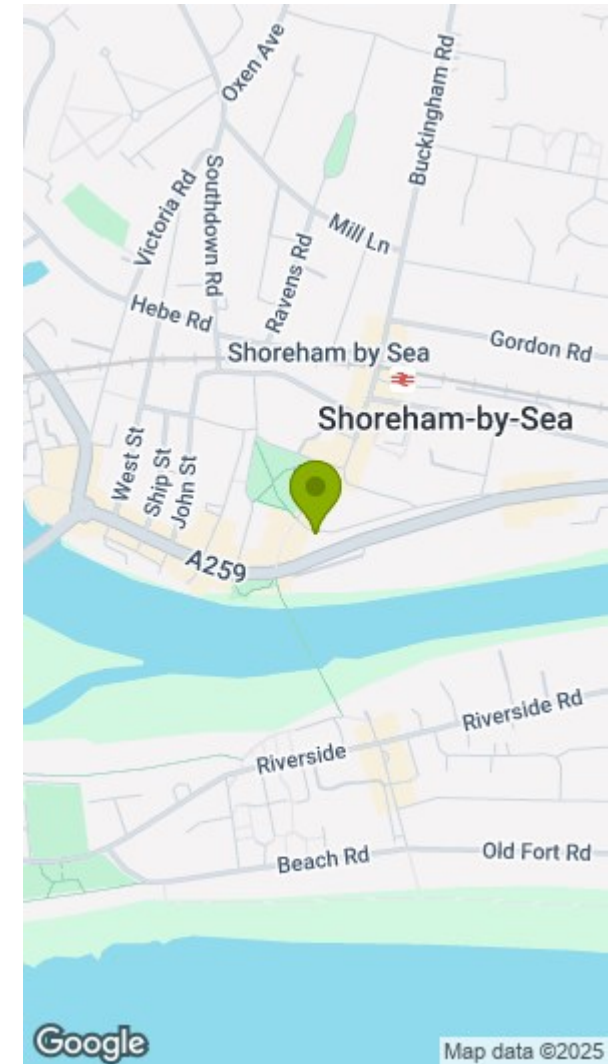 Oxen Ave
Buckingham Rd
Victoria Rd
Southdown Rd
Mill Ln
Ravens Rd
Hebe Rd
Gordon Rd
Shoreham by Sea
Shoreham-by-Sea
West St
Ship St
John St
A259
Riverside Rd
Riverside
Beach Rd
Old Fort Rd
Google
Map data ©2025